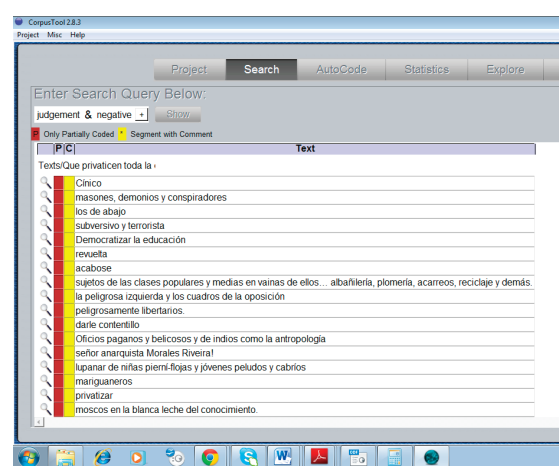 CorpusTool 2.8.3
Project Misc Help
Project Search AutoCode Statistics Explore
Enter Search Query Below:
judgement & negative + Show
P Only Partially Coded * Segment with Comment
P C Text
Texts/Que privaticen toda la
Cínico
masones, demonios y conspiradores
los de abajo
subversivo y terrorista
Democratizar la educación
revuelta
acabose
sujetos de las clases populares y medias en vainas de ellos... albañilería, plomería, acarreos, reciclaje y demás.
la peligrosa izquierda y los cuadros de la oposición
peligrosamente libertarios.
darle contentillo
Oficios paganos y belicosos y de indios como la antropología
señor anarquista Morales Riveira!
lupanar de niñas pierni-flojas y jóvenes peludos y cabríos
mariguaneros
privatizar
moscos en la blanca leche del conocimiento.